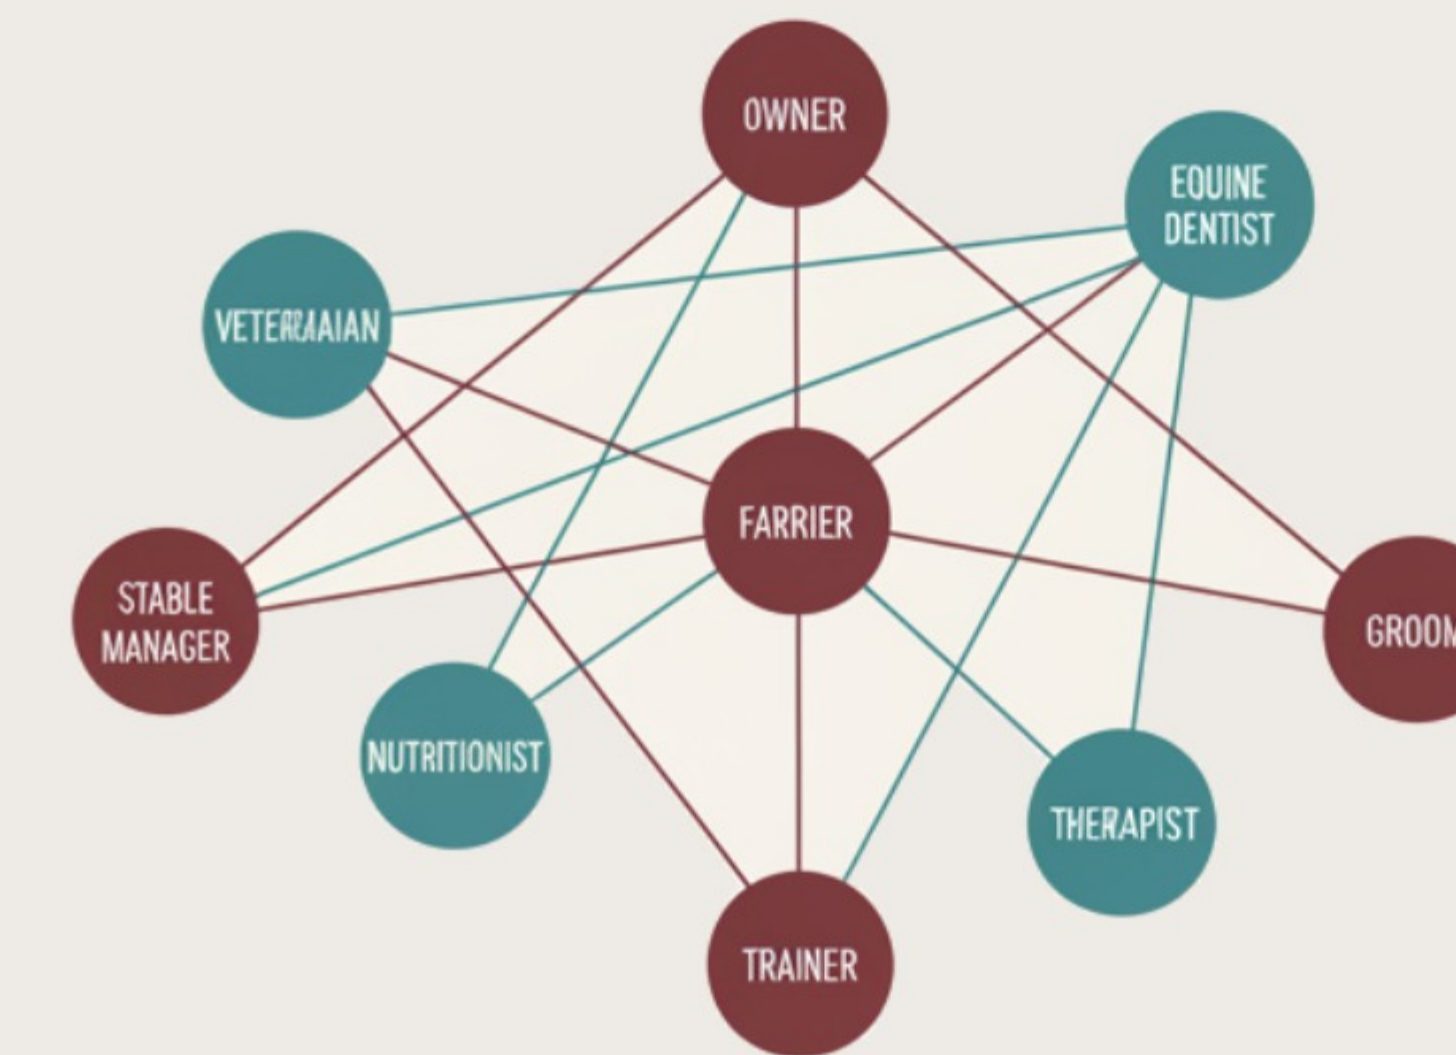 OWNER
EQUINE
DENTIST
FARRIER
STABLE
MANAGER
GROOM
NUTRITIONIST
THERAPIST
TRAINER